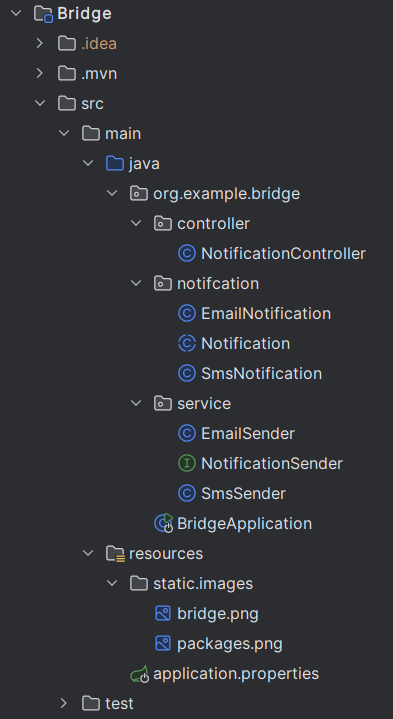 Bridge
.idea
.mvn
src
main
java
org.example.bridge
controller
NotificationController
notifcation
EmailNotification
Notification
SmsNotification
service
EmailSender
NotificationSender
SmsSender
BridgeApplication
resources
static.images
bridge.png
packages.png
application.properties
test